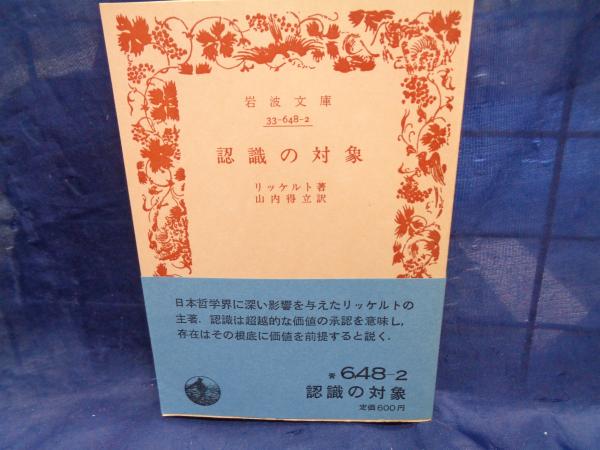 岩波文庫
33-648-2
認識の対象
リッケルト著
山内得立訳
日本哲学界に深い影響を与えたリッケルトの
主著．認識は超越的な価値の承認を意味し，
存在はその根底に価値を前提すると説く．
青 648-2
認識の対象
定価600円